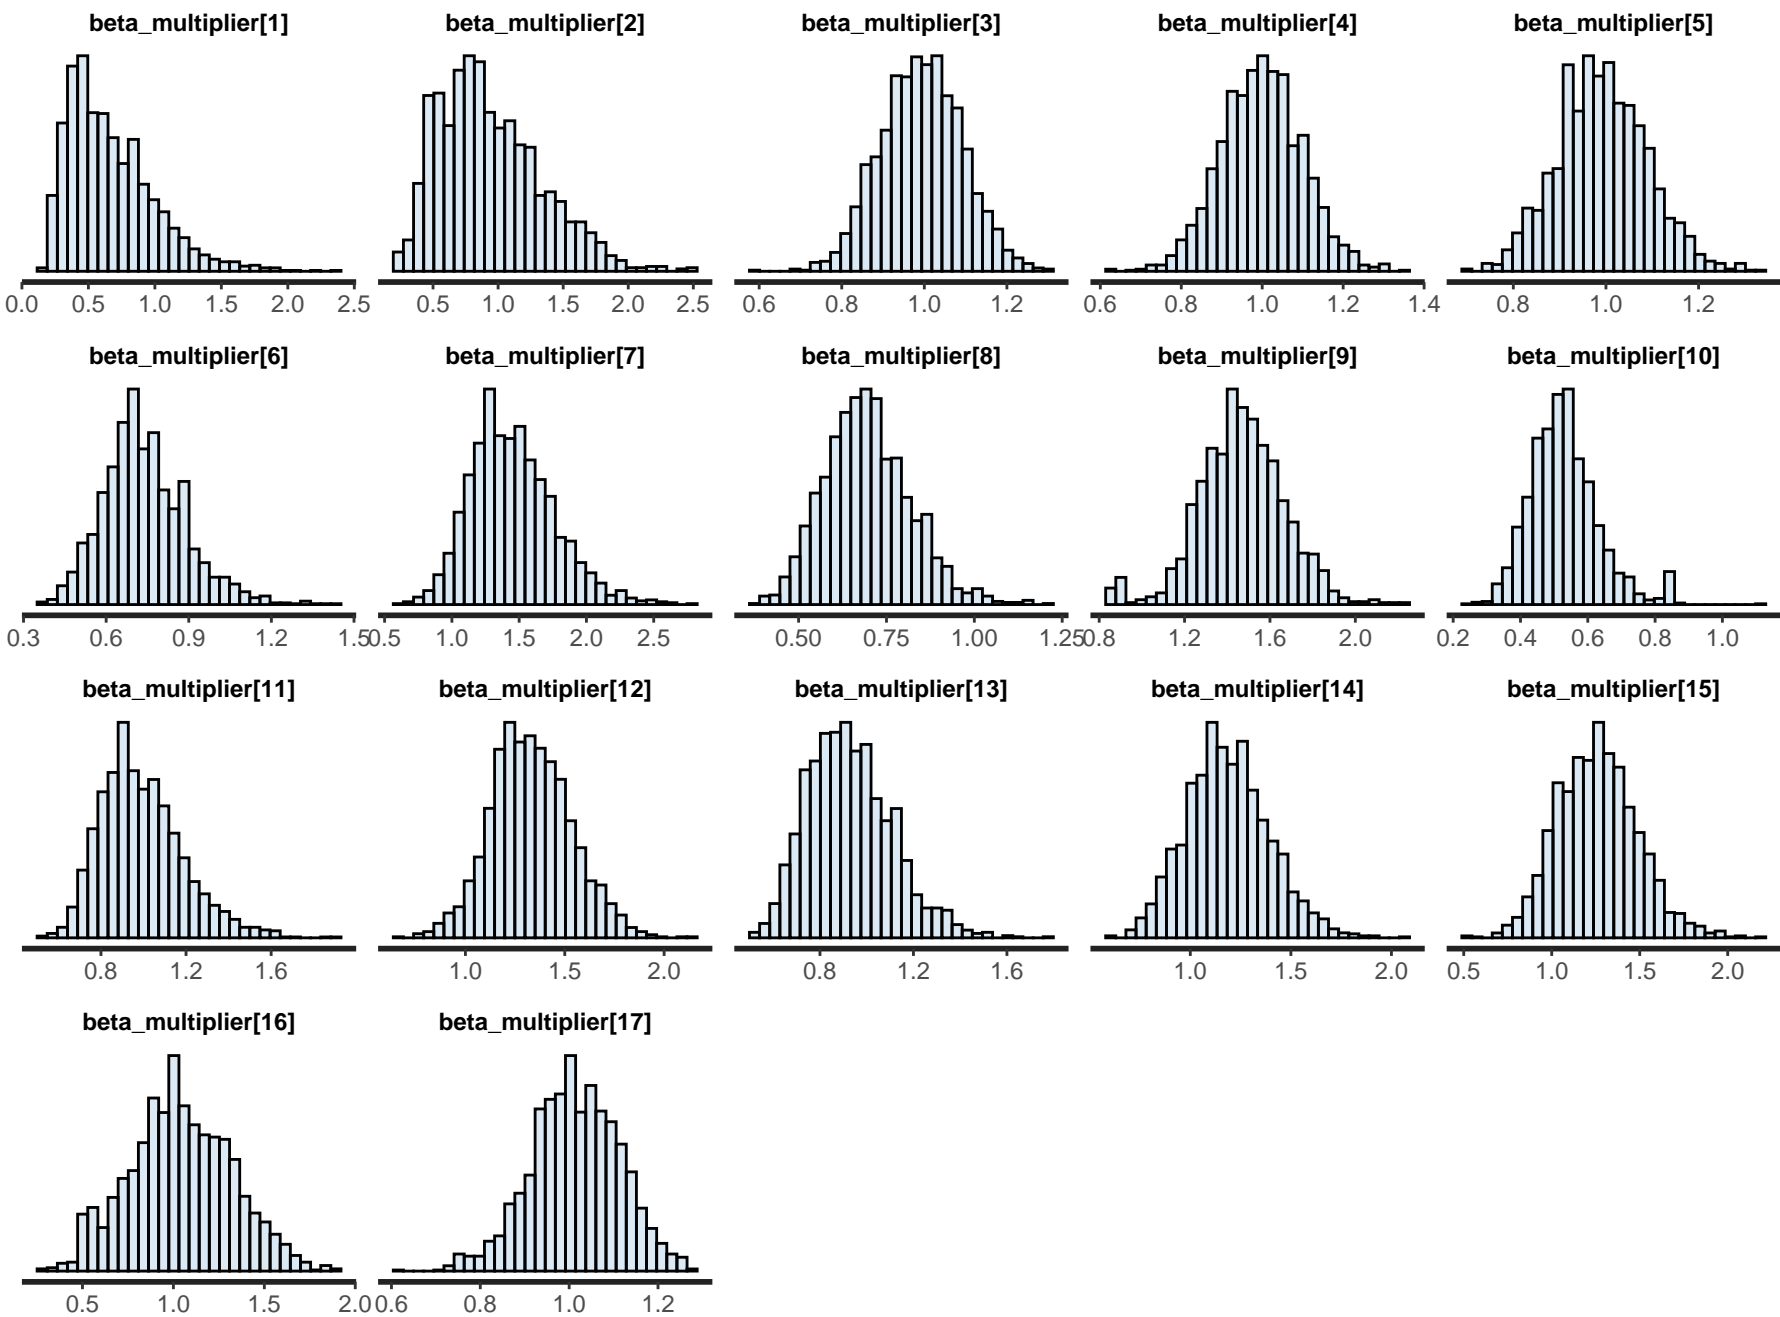 beta_multiplier[1] beta_multiplier[2] beta_multiplier[3] beta_multiplier[4] beta_multiplier[5]
0.0 0.5 1.0 1.5 2.0 2.5 0.5 1.0 1.5 2.0 2.5 0.6 0.8 1.0 1.2 0.6 0.8 1.0 1.2 1.4 0.8 1.0 1.2
beta_multiplier[6] beta_multiplier[7] beta_multiplier[8] beta_multiplier[9] beta_multiplier[10]
0.3 0.6 0.9 1.2 1.5 0.5 1.0 1.5 2.0 2.5 0.50 0.75 1.00 1.25 0.8 1.2 1.6 2.0 0.2 0.4 0.6 0.8 1.0
beta_multiplier[11] beta_multiplier[12] beta_multiplier[13] beta_multiplier[14] beta_multiplier[15]
0.8 1.2 1.6 1.0 1.5 2.0 0.8 1.2 1.6 1.0 1.5 2.0 0.5 1.0 1.5 2.0
beta_multiplier[16] beta_multiplier[17]
0.5 1.0 1.5 2.0 0.6 0.8 1.0 1.2